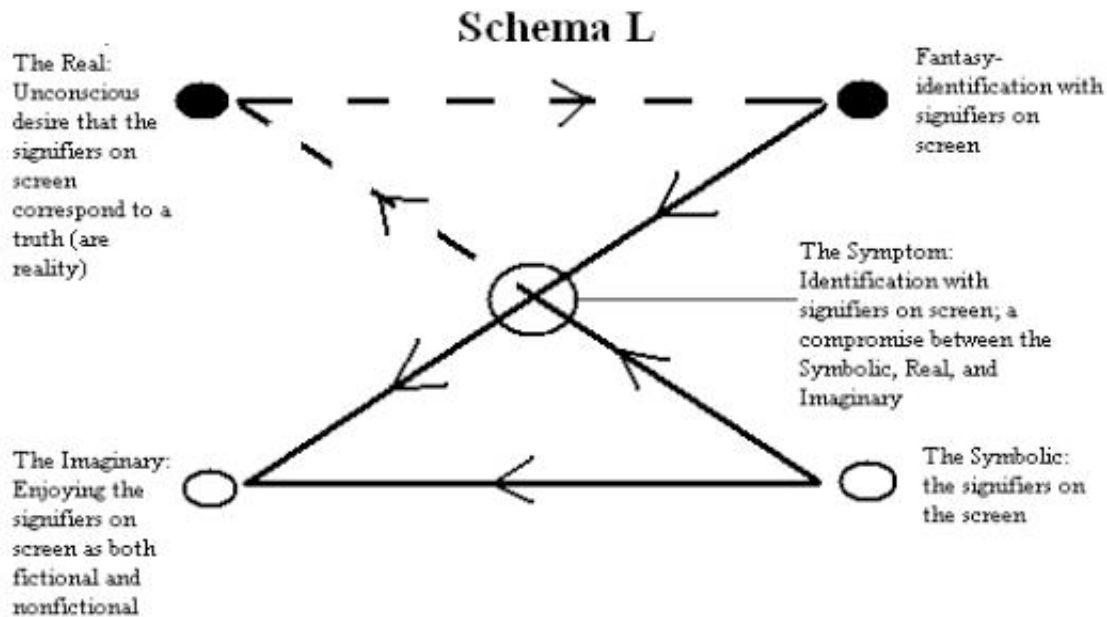 Schema L
The Real:
Unconscious
desire that the
signifiers on
screen
correspond to a
truth (are
reality)
Fantasy-
identification with
signifiers on
screen
The Symptom:
Identification with
signifiers on screen; a
compromise between the
Symbolic, Real, and
Imaginary
The Imaginary:
Enjoying the
signifiers on
screen as both
fictional and
nonfictional
The Symbolic:
the signifiers on
the screen